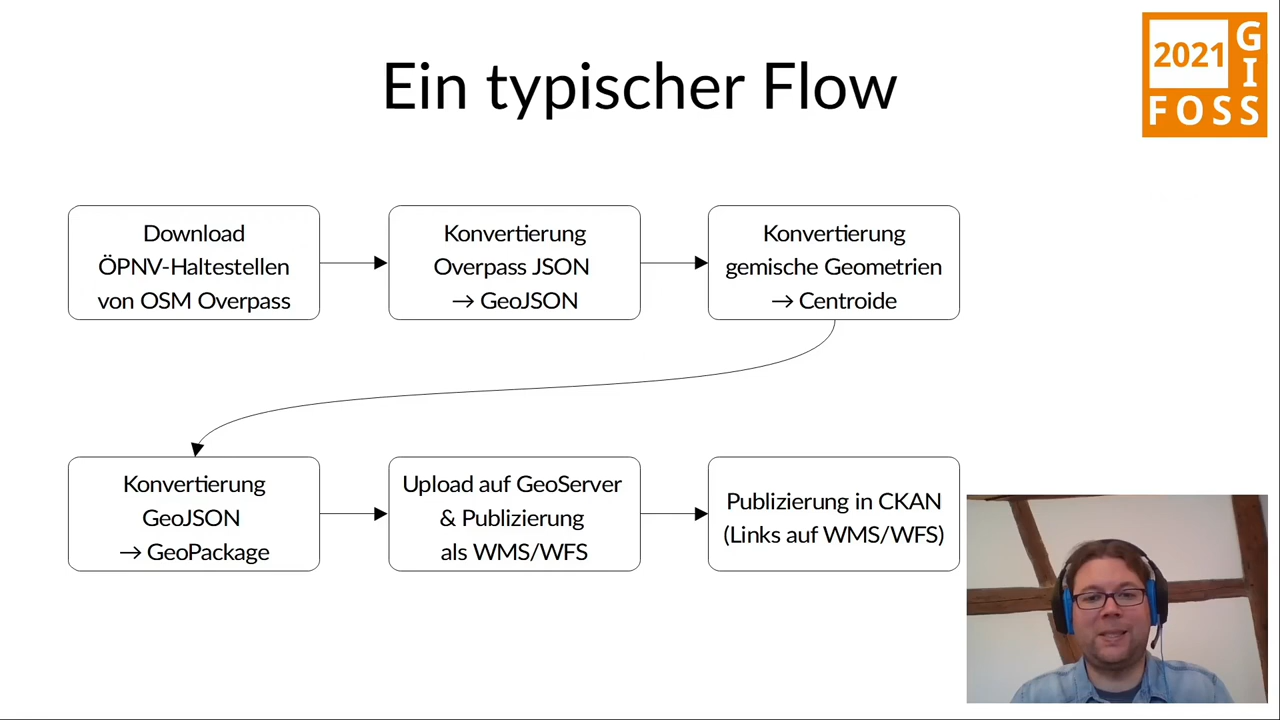 Ein typischer Flow
2021
GIS
FOSS
Download
ÖPNV-Haltestellen
von OSM Overpass
Konvertierung
Overpass JSON
→ GeoJSON
Konvertierung
gemische Geometrien
→ Centroide
Konvertierung
GeoJSON
→ GeoPackage
Upload auf GeoServer
& Publizierung
als WMS/WFS
Publizierung in CKAN
(Links auf WMS/WFS)